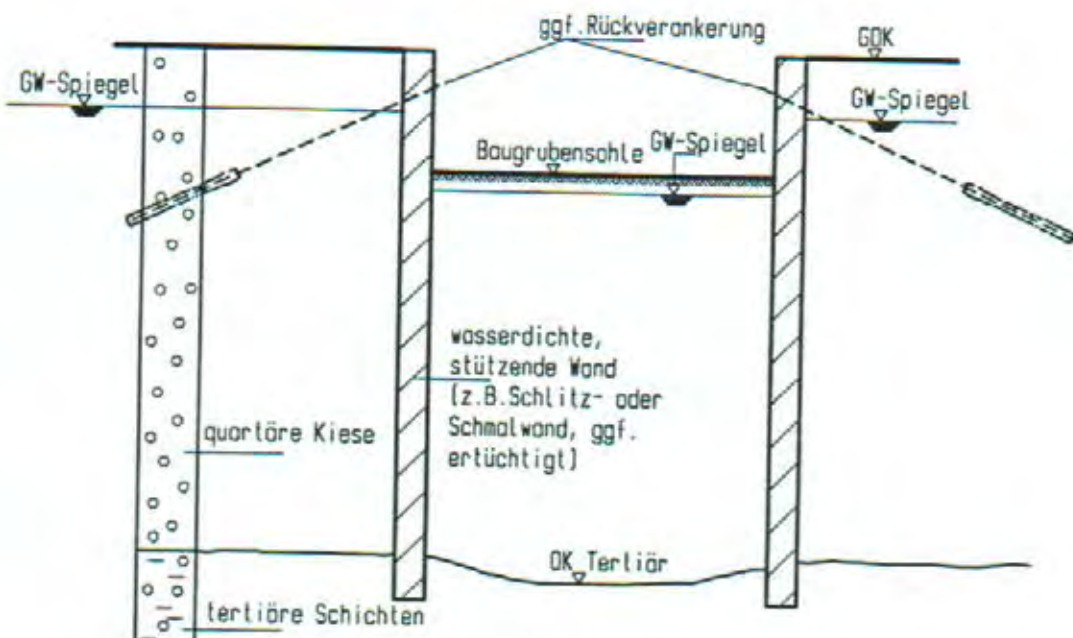 ggf.Rückverankerung
GOK
GW-Spiegel
GW-Spiegel
Baugrubensohle
GW-Spiegel
wasserdichte,
stützende Wand
(z.B.Schlitz- oder
Schmalwand, ggf.
ertüchtigt)
quartäre Kiese
OK Tertiär
tertiäre Schichten